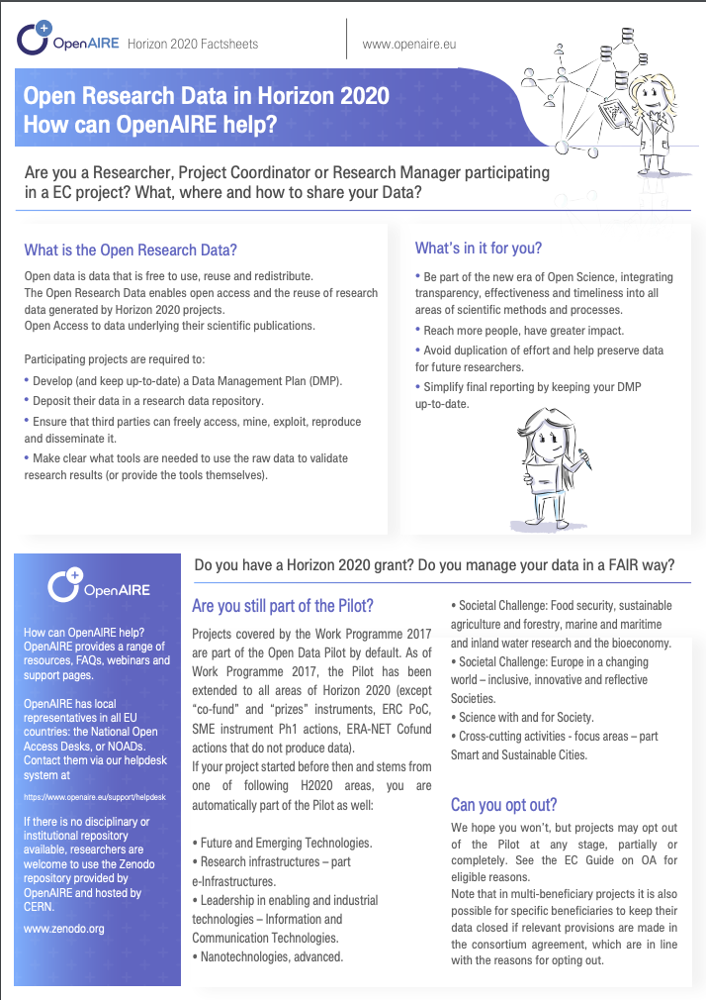 OpenAIRE Horizon 2020 Factsheets
www.openaire.eu
Open Research Data in Horizon 2020
How can OpenAIRE help?
Are you a Researcher, Project Coordinator or Research Manager participating
in a EC project? What, where and how to share your Data?
What is the Open Research Data?
Open data is data that is free to use, reuse and redistribute.
The Open Research Data enables open access and the reuse of research
data generated by Horizon 2020 projects.
Open Access to data underlying their scientific publications.
Participating projects are required to:
• Develop (and keep up-to-date) a Data Management Plan (DMP).
• Deposit their data in a research data repository.
• Ensure that third parties can freely access, mine, exploit, reproduce
and disseminate it.
• Make clear what tools are needed to use the raw data to validate
research results (or provide the tools themselves).
What's in it for you?
• Be part of the new era of Open Science, integrating
transparency, effectiveness and timeliness into all
areas of scientific methods and processes.
• Reach more people, have greater impact.
• Avoid duplication of effort and help preserve data
for future researchers.
• Simplify final reporting by keeping your DMP
up-to-date.
OpenAIRE
How can OpenAIRE help?
OpenAIRE provides a range of
resources, FAQs, webinars and
support pages.
OpenAIRE has local
representatives in all EU
countries: the National Open
Access Desks, or NOADs.
Contact them via our helpdesk
system at
https://www.openaire.eu/support/helpdesk
If there is no disciplinary or
institutional repository
available, researchers are
welcome to use the Zenodo
repository provided by
OpenAIRE and hosted by
CERN.
www.zenodo.org
Do you have a Horizon 2020 grant? Do you manage your data in a FAIR way?
Are you still part of the Pilot?
Projects covered by the Work Programme 2017
are part of the Open Data Pilot by default. As of
Work Programme 2017, the Pilot has been
extended to all areas of Horizon 2020 (except
"co-fund" and "prizes" instruments, ERC PoC,
SME instrument Ph1 actions, ERA-NET Cofund
actions that do not produce data).
If your project started before then and stems from
one of following H2020 areas, you are
automatically part of the Pilot as well:
• Future and Emerging Technologies.
• Research infrastructures – part
e-Infrastructures.
• Leadership in enabling and industrial
technologies – Information and
Communication Technologies.
• Nanotechnologies, advanced.
• Societal Challenge: Food security, sustainable
agriculture and forestry, marine and maritime
and inland water research and the bioeconomy.
• Societal Challenge: Europe in a changing
world – inclusive, innovative and reflective
Societies.
• Science with and for Society.
• Cross-cutting activities - focus areas – part
Smart and Sustainable Cities.
Can you opt out?
We hope you won't, but projects may opt out
of the Pilot at any stage, partially or
completely. See the EC Guide on OA for
eligible reasons.
Note that in multi-beneficiary projects it is also
possible for specific beneficiaries to keep their
data closed if relevant provisions are made in
the consortium agreement, which are in line
with the reasons for opting out.